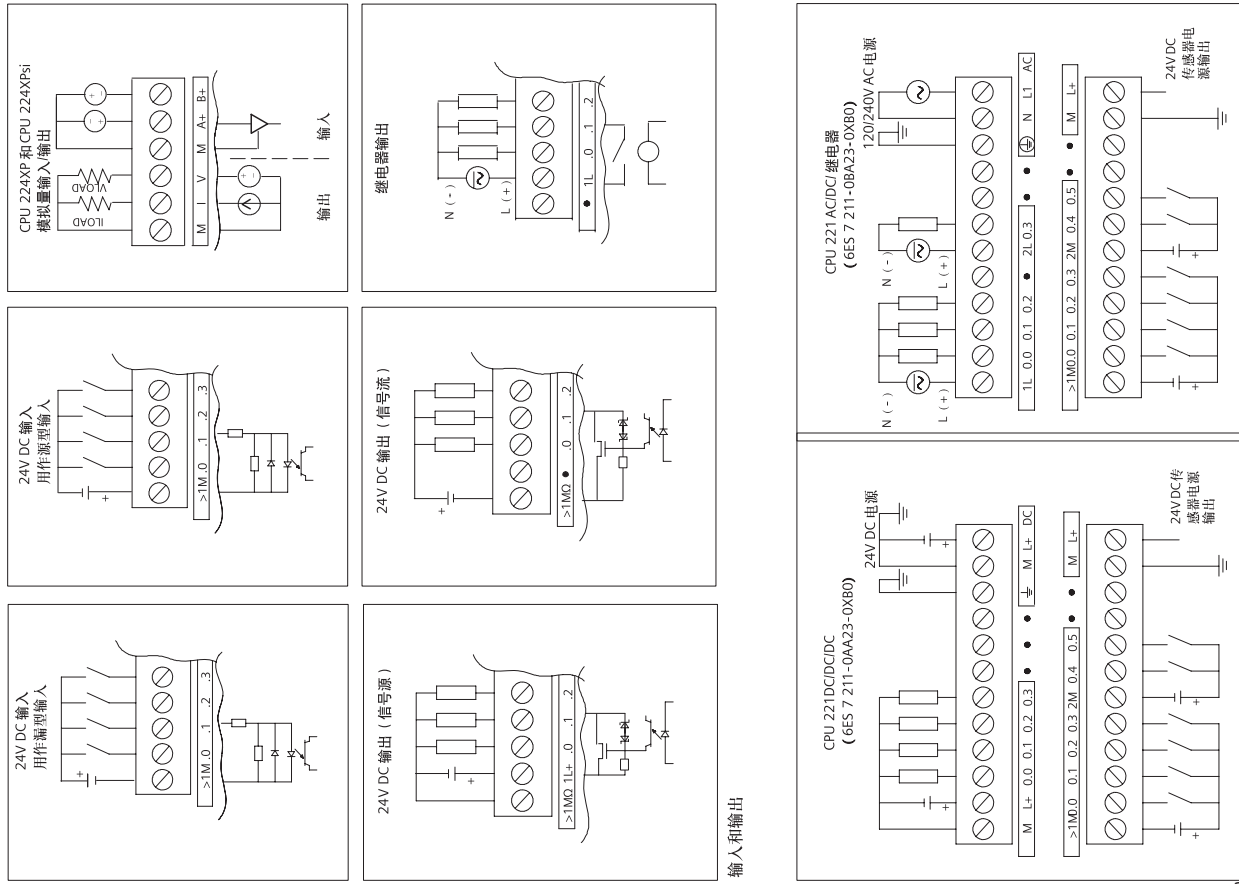 24V DC 输入
用作漏型输入
+
>1M .0 .1 .2 .3
24V DC 输入
用作源型输入
+
>1M .0 .1 .2 .3
CPU 224XP 和 CPU 224XPsi
模拟量输入/输出
ILOAD
VLOAD
M I V M A+ B+
输出
输入
24V DC 输出 ( 信号源 )
+
>1MΩ 1L+ .0 .1 .2
24V DC 输出 ( 信号流 )
+
>1MΩ .0 .1 .2
继电器输出
N ( - )
L ( + )
1L .0 .1 .2
输入和输出
CPU 221DC/DC/DC
( 6ES 7 211-0AA23-0XB0)
24V DC 电源
+
+
M L+ 0.0 0.1 0.2 0.3
M L+ DC
>1M0.0 0.1 0.2 0.3 2M 0.4 0.5
M L+
+
+
24V DC传
感器电源
输出
CPU 221 AC/DC/ 继电器
( 6ES 7 211-0BA23-0XB0)
120/240V AC 电源
N ( - )
L ( + )
N ( - )
L ( + )
1L 0.0 0.1 0.2
2L 0.3
N L1 AC
>1M0.0 0.1 0.2 0.3 2M 0.4 0.5
M L+
+
+
24V DC
传感器电
源输出